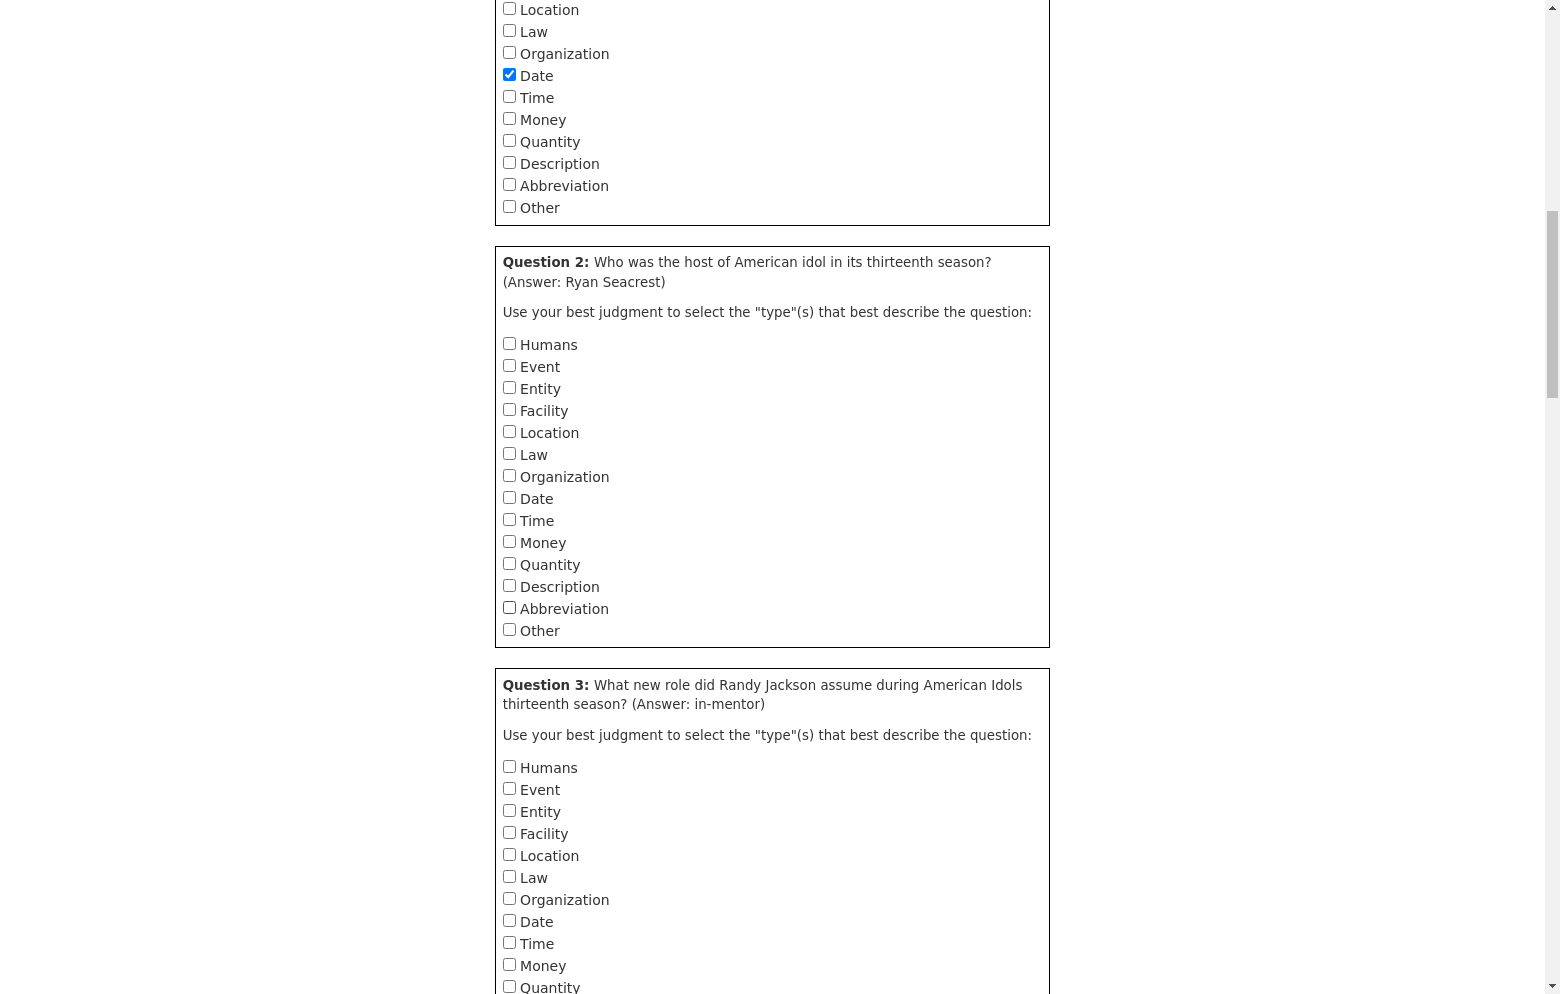 Location
Law
Organization
Date
Time
Money
Quantity
Description
Abbreviation
Other
Question 2: Who was the host of American idol in its thirteenth season?
(Answer: Ryan Seacrest)
Use your best judgment to select the "type"(s) that best describe the question:
Humans
Event
Entity
Facility
Location
Law
Organization
Date
Time
Money
Quantity
Description
Abbreviation
Other
Question 3: What new role did Randy Jackson assume during American Idols
thirteenth season? (Answer: in-mentor)
Use your best judgment to select the "type"(s) that best describe the question:
Humans
Event
Entity
Facility
Location
Law
Organization
Date
Time
Money
Quantity